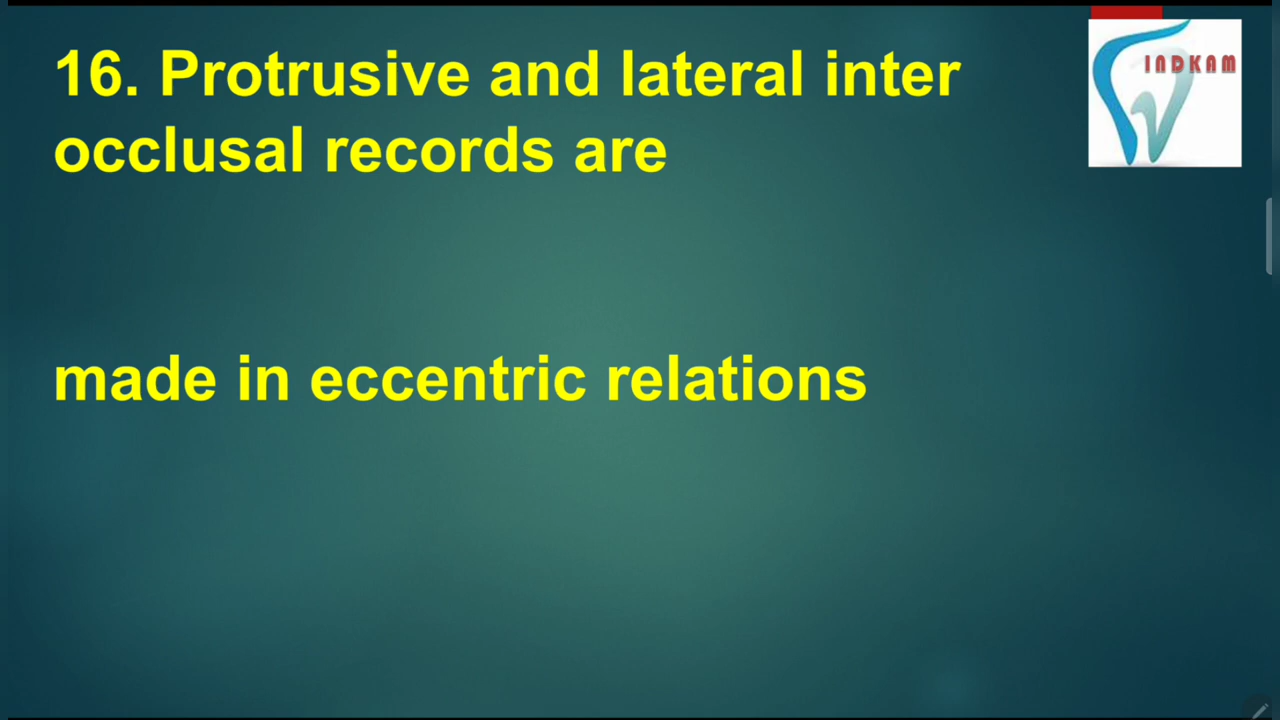 16. Protrusive and lateral inter
occlusal records are
made in eccentric relations
INDKAM